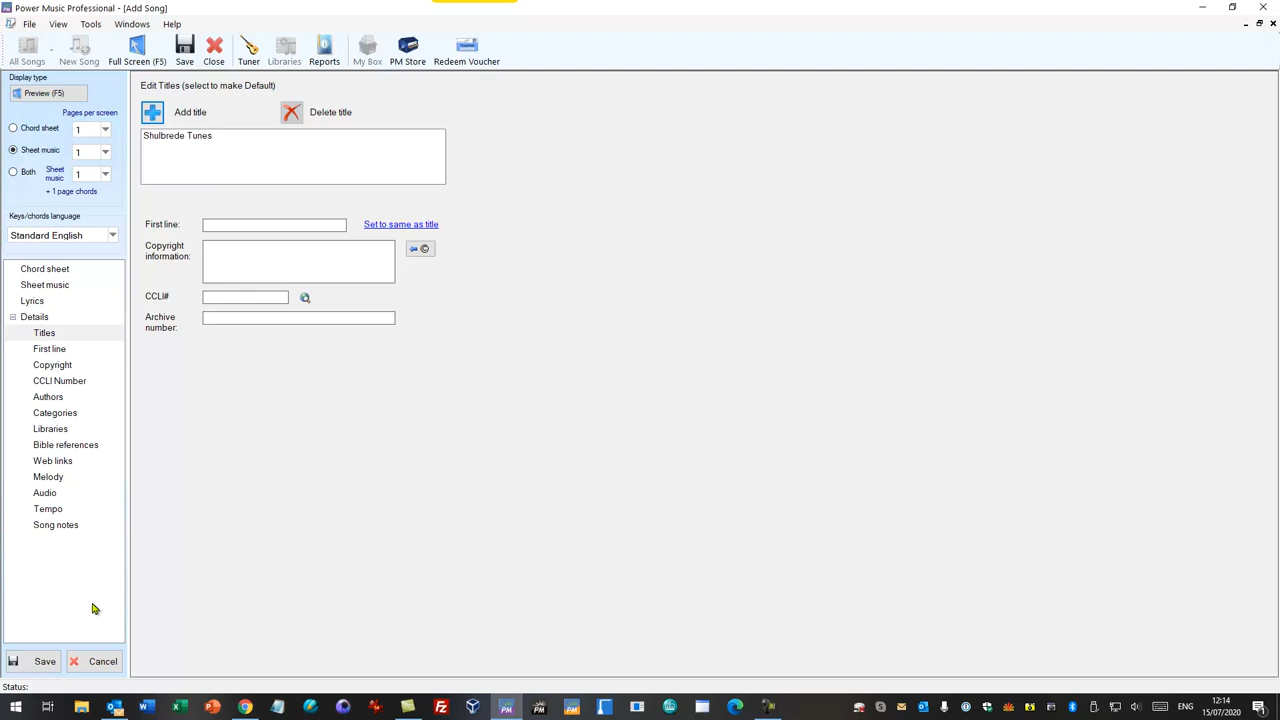 Power Music Professional - [Add Song]
File View Tools Windows Help
All Songs New Song Full Screen (F5) Save Close Tuner Libraries Reports My Box PM Store Redeem Voucher
Display type
Preview (F5)
Pages per screen
Chord sheet 1
Sheet music 1
Both Sheet music 1
+ 1 page chords
Keys/chords language
Standard English
Chord sheet
Sheet music
Lyrics
Details
Titles
First line
Copyright
CCLI Number
Authors
Categories
Libraries
Bible references
Web links
Melody
Audio
Tempo
Song notes
Save Cancel
Status:
Edit Titles (select to make Default)
Add title Delete title
Shulbrede Tunes
First line: Set to same as title
Copyright
information:
CCLI#
Archive
number:
ENG
12:14
15/07/2020